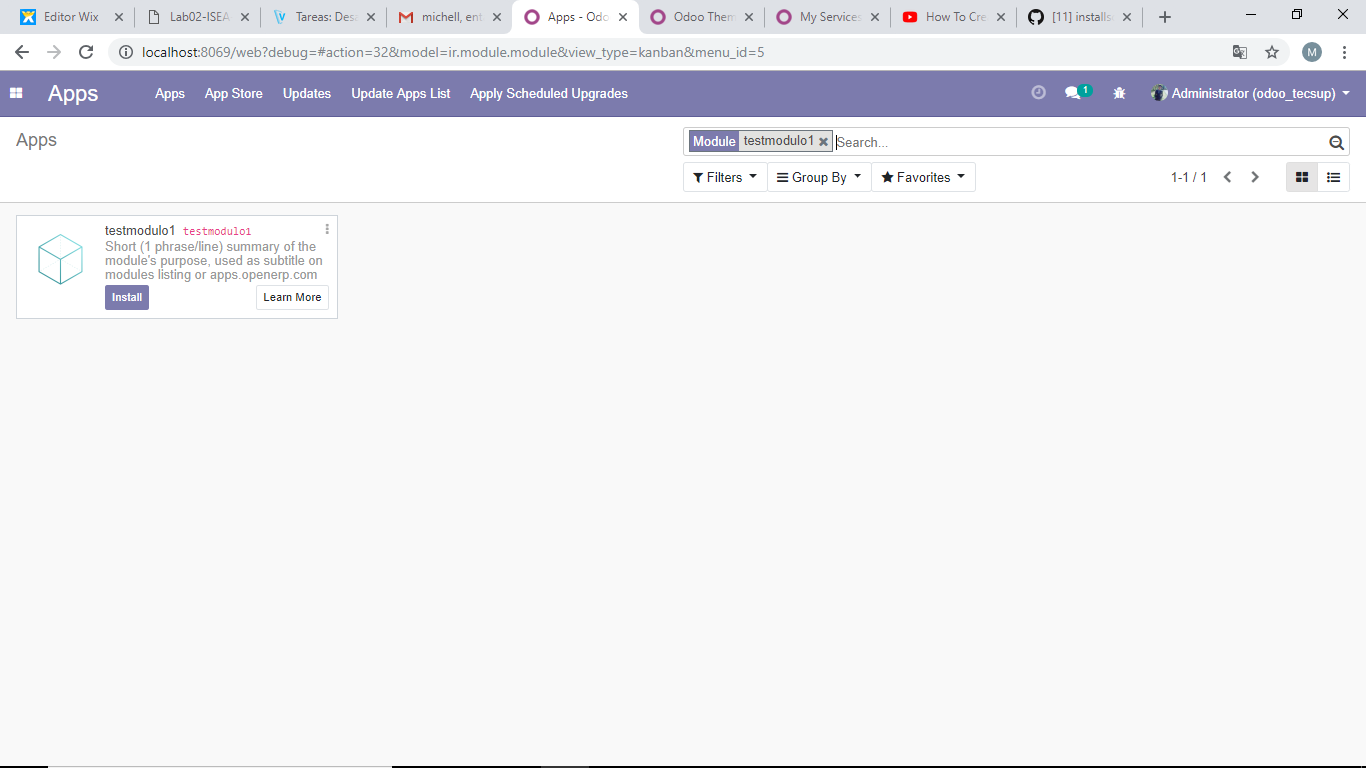 Editor Wix
Lab02-ISEA
Tareas: Desa
michell, ent
Apps - Odo
Odoo Them
My Services
How To Cre
[11] installs
localhost:8069/web?debug=#action=32&model=ir.module.module&view_type=kanban&menu_id=5
M
Apps
Apps
App Store
Updates
Update Apps List
Apply Scheduled Upgrades
1
Administrator (odoo_tecsup)
Apps
Module testmodulo1 Search...
Filters
Group By
Favorites
1-1 / 1
testmodulo1 testmodulo1
Short (1 phrase/line) summary of the
module's purpose, used as subtitle on
modules listing or apps.openerp.com
Install
Learn More